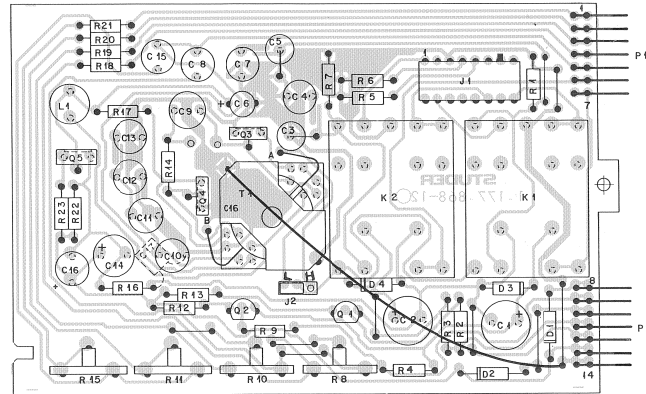 R21
R20
R19
R18
C15
C8
C7
C5
R7
R6
R5
1
J1
R1
1
P1
7
L1
R17
C9
C6
+
C4
C13
Q3
C3
Q5
R14
A
C12
Q4
T1
C16
R23
R22
C11
B
K2
K1
STUDER
C16
+
+
C14
C10
L H
J2
D4
D3
8
R16
R13
R12
Q2
Q1
R9
+
C2
R3
R2
+
C1
D1
P
R15
R11
R10
R8
R4
D2
14